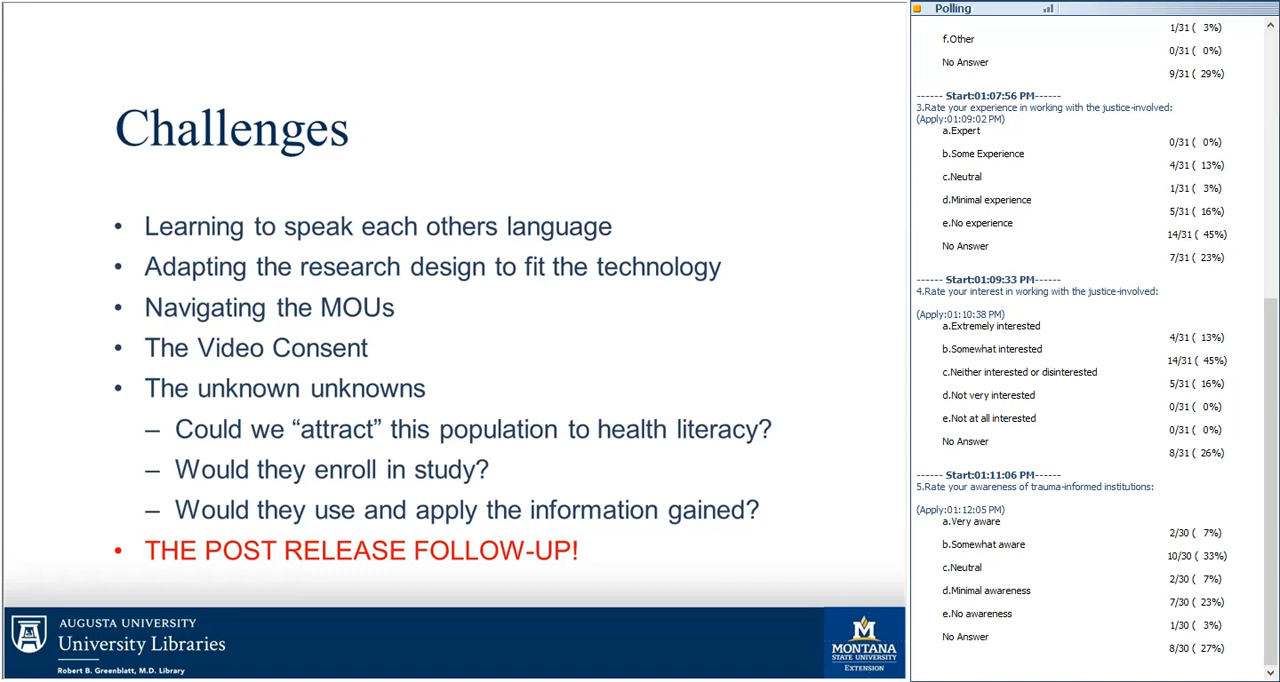 Challenges
• Learning to speak each others language
• Adapting the research design to fit the technology
• Navigating the MOUs
• The Video Consent
• The unknown unknowns
– Could we “attract” this population to health literacy?
– Would they enroll in study?
– Would they use and apply the information gained?
• THE POST RELEASE FOLLOW-UP!
AUGUSTA UNIVERSITY
University Libraries
Robert B. Greenblatt, M.D. Library
M
MONTANA
STATE UNIVERSITY
EXTENSION
Polling
1/31 ( 3%)
f.Other
0/31 ( 0%)
No Answer
9/31 ( 29%)
------ Start:01:07:56 PM------
3.Rate your experience in working with the justice-involved:
(Apply:01:09:02 PM)
a.Expert
0/31 ( 0%)
b.Some Experience
4/31 ( 13%)
c.Neutral
1/31 ( 3%)
d.Minimal experience
5/31 ( 16%)
e.No experience
14/31 ( 45%)
No Answer
7/31 ( 23%)
------ Start:01:09:33 PM------
4.Rate your interest in working with the justice-involved:
(Apply:01:10:38 PM)
a.Extremely interested
4/31 ( 13%)
b.Somewhat interested
14/31 ( 45%)
c.Neither interested or disinterested
5/31 ( 16%)
d.Not very interested
0/31 ( 0%)
e.Not at all interested
0/31 ( 0%)
No Answer
8/31 ( 26%)
------ Start:01:11:06 PM------
5.Rate your awareness of trauma-informed institutions:
(Apply:01:12:05 PM)
a.Very aware
2/30 ( 7%)
b.Somewhat aware
10/30 ( 33%)
c.Neutral
2/30 ( 7%)
d.Minimal awareness
7/30 ( 23%)
e.No awareness
1/30 ( 3%)
No Answer
8/30 ( 27%)